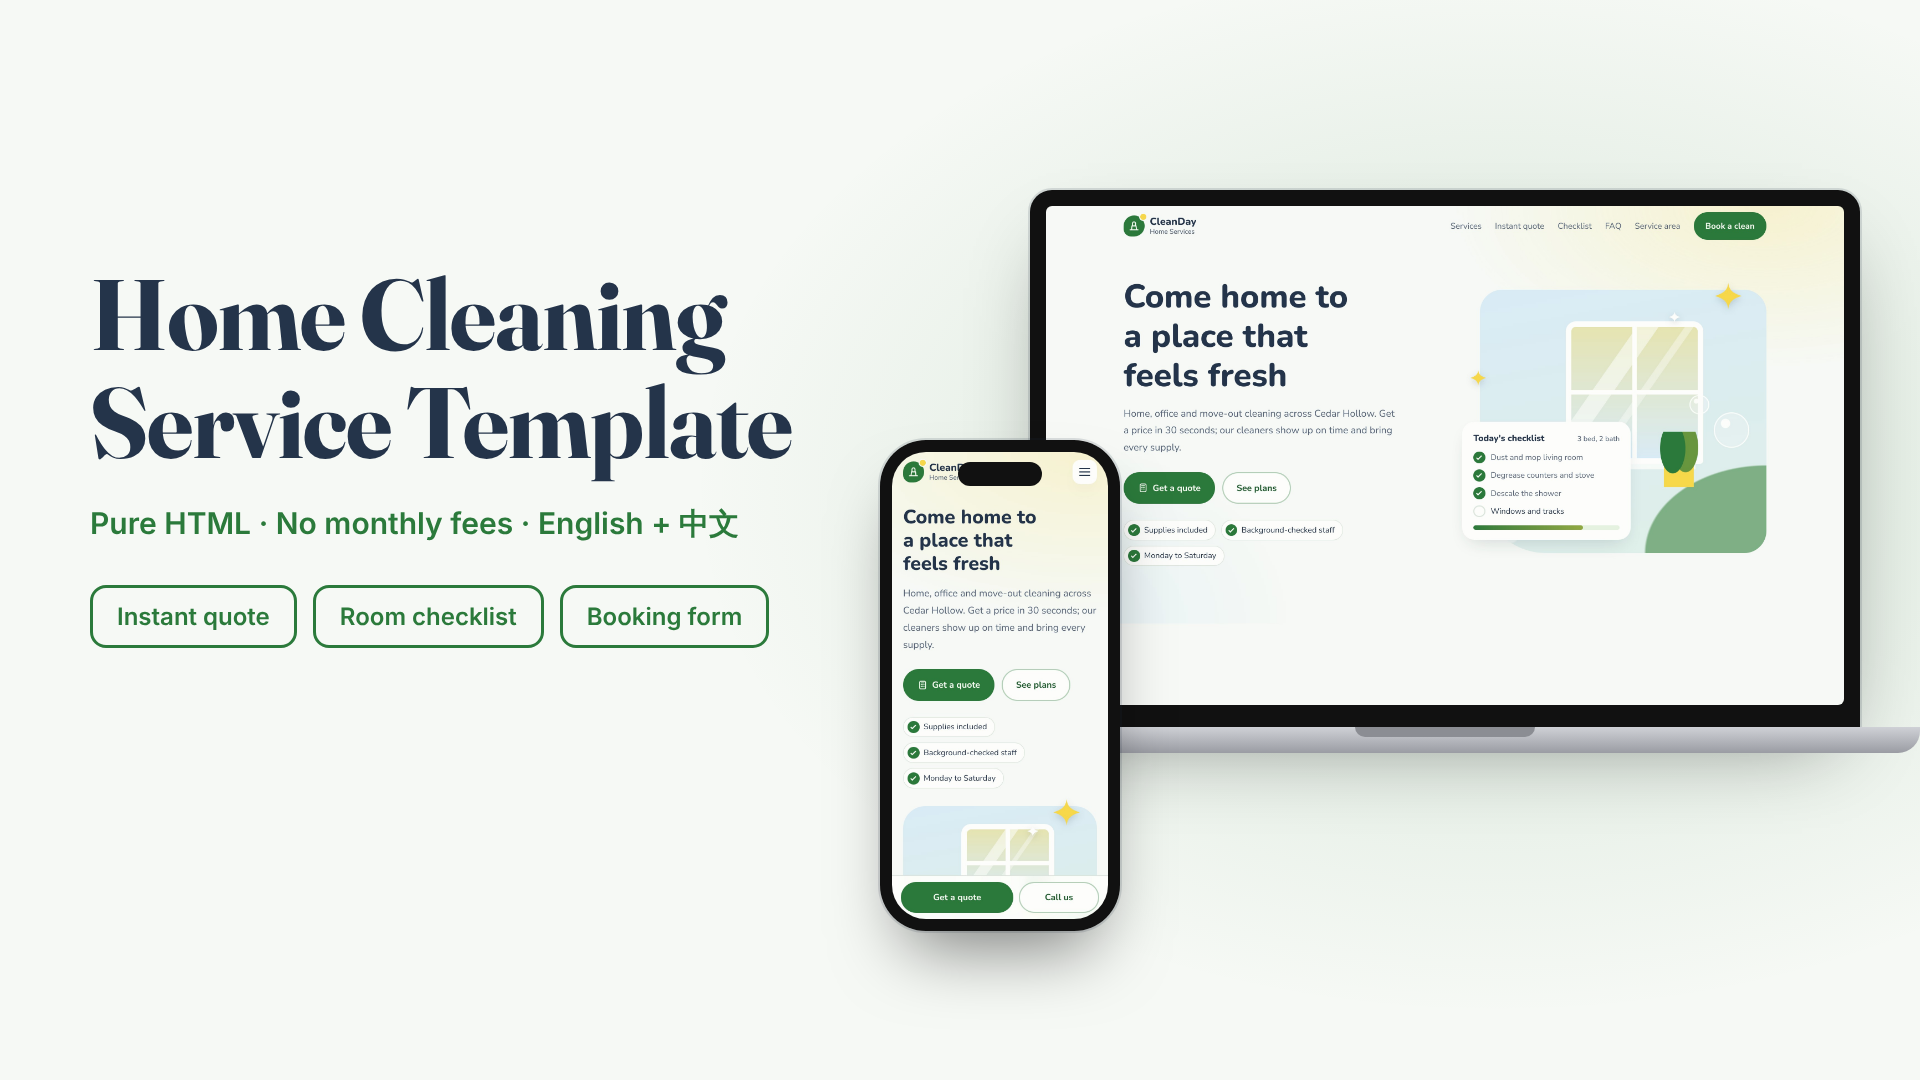 Home Cleaning
Service Template
Pure HTML · No monthly fees · English + 中文
Instant quote
Room checklist
Booking form
CleanDay
Home Services
Services
Instant quote
Checklist
FAQ
Service area
Book a clean
Come home to
a place that
feels fresh
Home, office and move-out cleaning across Cedar Hollow. Get
a price in 30 seconds; our cleaners show up on time and bring
every supply.
Get a quote
See plans
Supplies included
Background-checked staff
Monday to Saturday
Today's checklist
3 bed, 2 bath
Dust and mop living room
Degrease counters and stove
Descale the shower
Windows and tracks
Come home to
a place that
feels fresh
Home, office and move-out cleaning across
Cedar Hollow. Get a price in 30 seconds; our
cleaners show up on time and bring every
supply.
Get a quote
See plans
Supplies included
Background-checked staff
Monday to Saturday
Get a quote
Call us